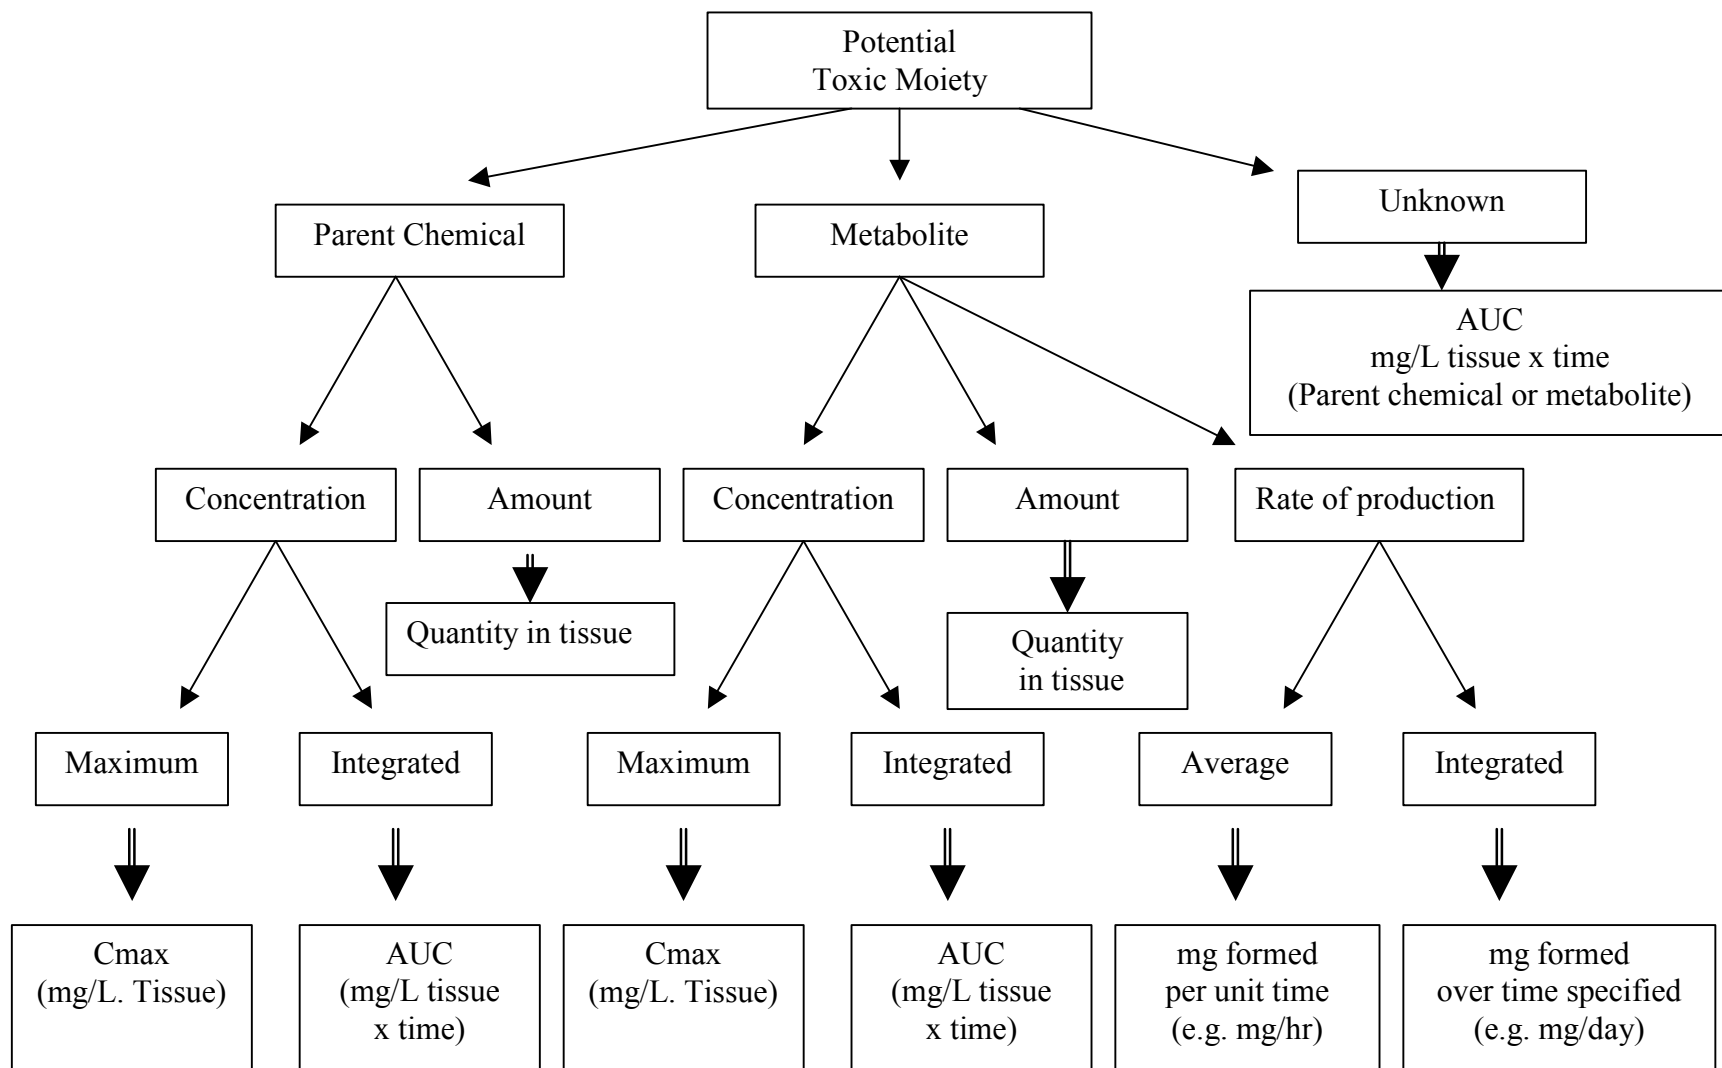 Potential
Toxic Moiety
Parent Chemical
Metabolite
Unknown
AUC
mg/L tissue x time
(Parent chemical or metabolite)
Concentration
Amount
Concentration
Amount
Rate of production
Quantity in tissue
Quantity
in tissue
Maximum
Integrated
Maximum
Integrated
Average
Integrated
Cmax
(mg/L. Tissue)
AUC
(mg/L tissue
x time)
Cmax
(mg/L. Tissue)
AUC
(mg/L tissue
x time)
mg formed
per unit time
(e.g. mg/hr)
mg formed
over time specified
(e.g. mg/day)